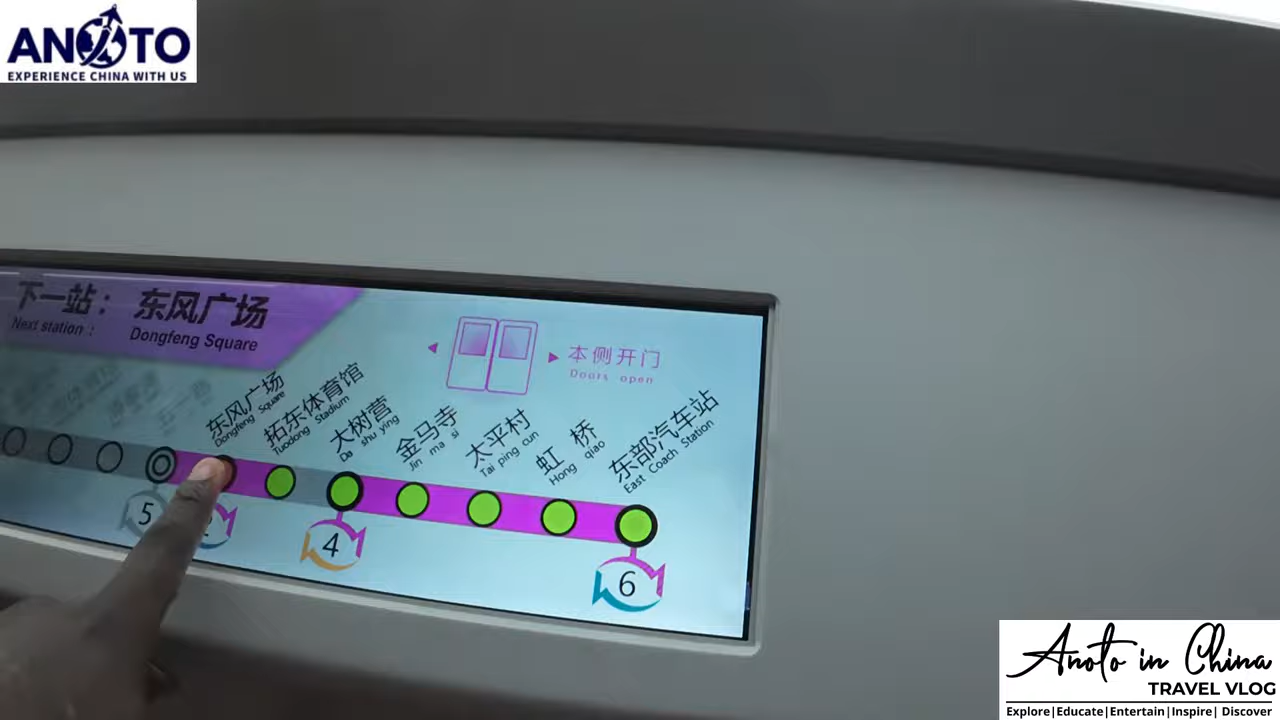 ANOTO
EXPERIENCE CHINA WITH US
下一站： 东风广场
Next station : Dongfeng Square
本侧开门
Doors open
东风广场
Dongfeng Square
拓东体育馆
Tuodong Stadium
大树营
Da shu ying
金马寺
Jin ma si
太平村
Tai ping cun
虹 桥
Hong qiao
东部汽车站
East Coach Station
5
4
6
Anoto in China
TRAVEL VLOG
Explore|Educate|Entertain|Inspire| Discover